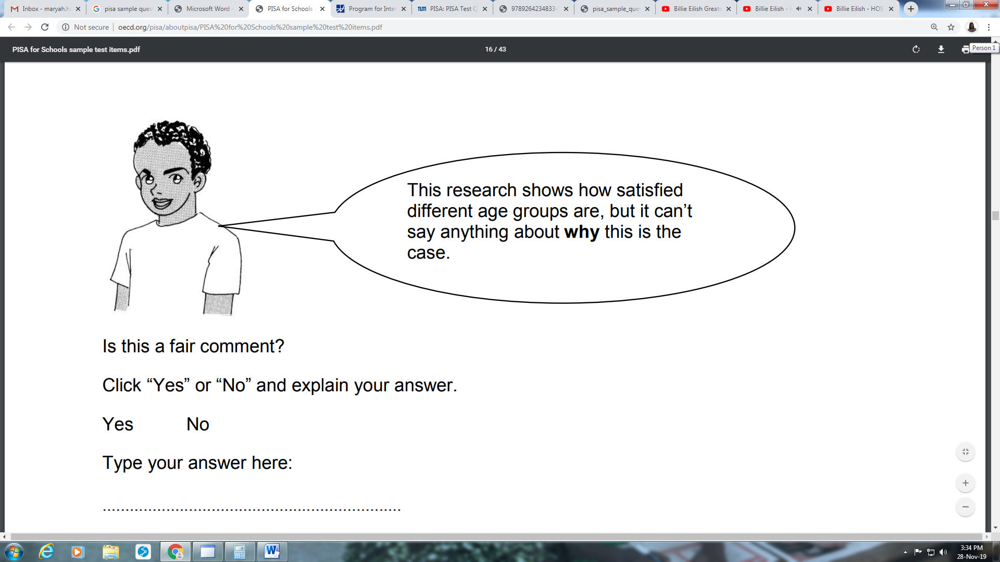 Inbox - maryah.h
pisa sample ques
Microsoft Word -
PISA for Schools
Program for Inter
TUM PISA: PISA Test Q
9789264234833-
pisa_sample_que
Billie Eilish Greate
Billie Eilish -
Billie Eilish - HOS
Not secure | oecd.org/pisa/aboutpisa/PISA%20for%20Schools%20sample%20test%20items.pdf
PISA for Schools sample test items.pdf
16 / 43
Person 1
This research shows how satisfied
different age groups are, but it can’t
say anything about why this is the
case.
Is this a fair comment?
Click “Yes” or “No” and explain your answer.
Yes No
Type your answer here:
.................................................................
3:34 PM
28-Nov-19